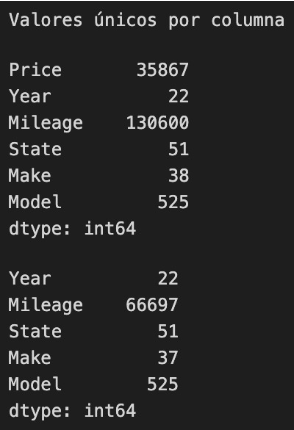 Valores únicos por columna
Price 35867
Year 22
Mileage 130600
State 51
Make 38
Model 525
dtype: int64
Year 22
Mileage 66697
State 51
Make 37
Model 525
dtype: int64